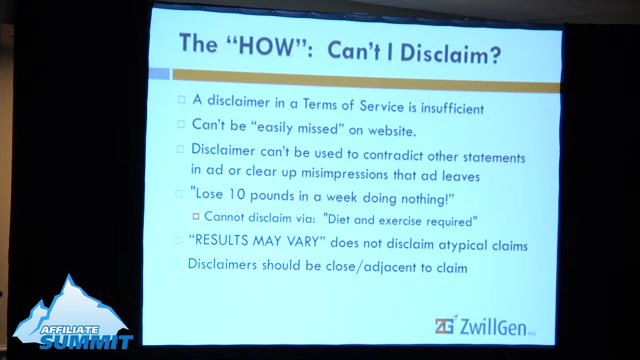 The “HOW”: Can’t I Disclaim?
A disclaimer in a Terms of Service is insufficient
Can’t be “easily missed” on website.
Disclaimer can’t be used to contradict other statements
in ad or clear up misimpressions that ad leaves
"Lose 10 pounds in a week doing nothing!”
Cannot disclaim via: "Diet and exercise required”
“RESULTS MAY VARY” does not disclaim atypical claims
Disclaimers should be close/adjacent to claim
ZG ZwillGen
AFFILIATE
SUMMIT